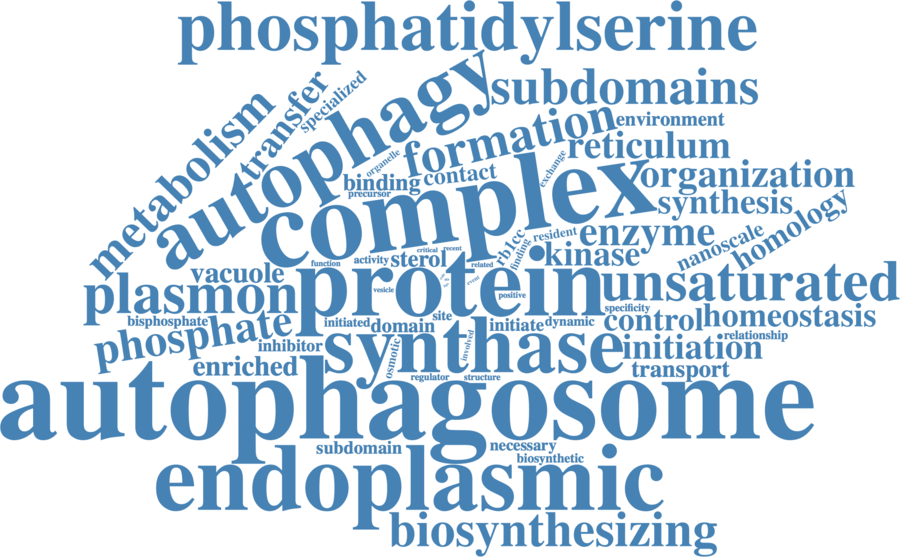 phosphatidylserine
subdomains
specialized
transfer
metabolism
autophagy
formation
environment
reticulum
organelle
exchange
binding
contact
precursor
complex
organization
synthesis
homology
nanoscale
enzyme
resident
rb1cc
finding
kinase
critical
recent
function
activity
sterol
related
vacuole
plasmon
protein
unsaturated
vesicle
positive
specificity
bisphosphate
phosphate
initiated
domain
site
initiate
dynamic
control
homeostasis
relationship
inhibitor
synthase
osmotic
involved
initiation
enriched
transport
regulator
structure
autophagosome
subdomain
necessary
biosynthetic
endoplasmic
biosynthesizing